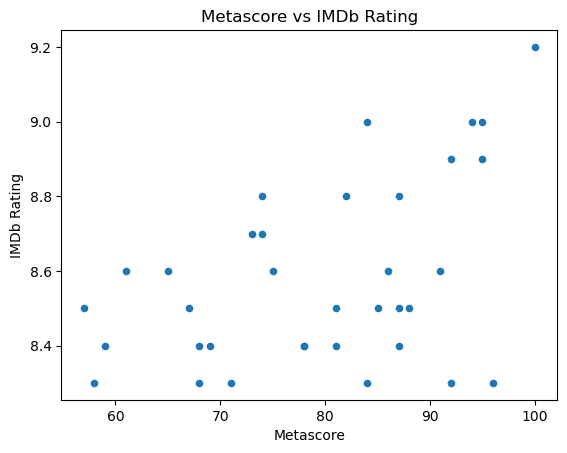 Metascore vs IMDb Rating
IMDb Rating
9.2
9.0
8.8
8.6
8.4
60 70 80 90 100
Metascore